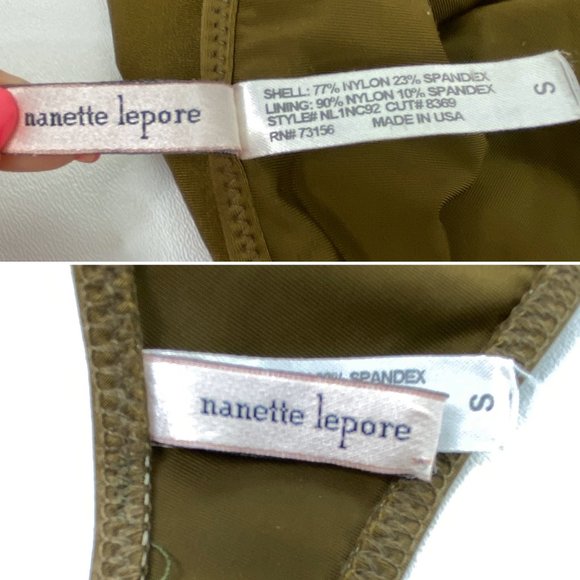 nanette lepore
SHELL: 77% NYLON 23% SPANDEX
LINING: 90% NYLON 10% SPANDEX
STYLE# NL1NC92 CUT# 8369
RN# 73156 MADE IN USA
S
SPANDEX
nanette lepore
S